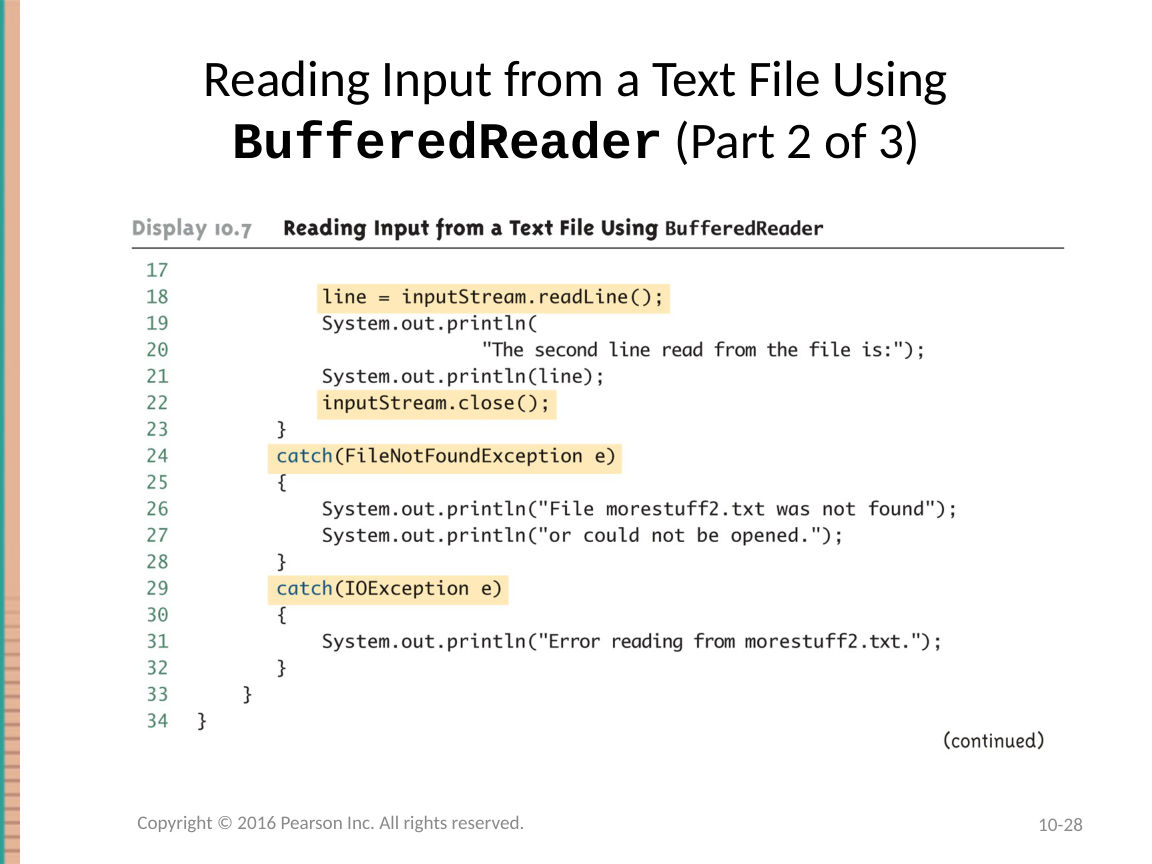 Reading Input from a Text File Using
BufferedReader (Part 2 of 3)
Display 10.7 Reading Input from a Text File Using BufferedReader
17
18 line = inputStream.readLine();
19 System.out.println(
20 "The second line read from the file is:");
21 System.out.println(line);
22 inputStream.close();
23 }
24 catch(FileNotFoundException e)
25 {
26 System.out.println("File morestuff2.txt was not found");
27 System.out.println("or could not be opened.");
28 }
29 catch(IOException e)
30 {
31 System.out.println("Error reading from morestuff2.txt.");
32 }
33 }
34 }
(continued)
Copyright © 2016 Pearson Inc. All rights reserved. 10-28